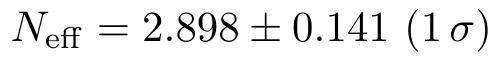 N_eff = 2.898 ± 0.141 (1 σ)